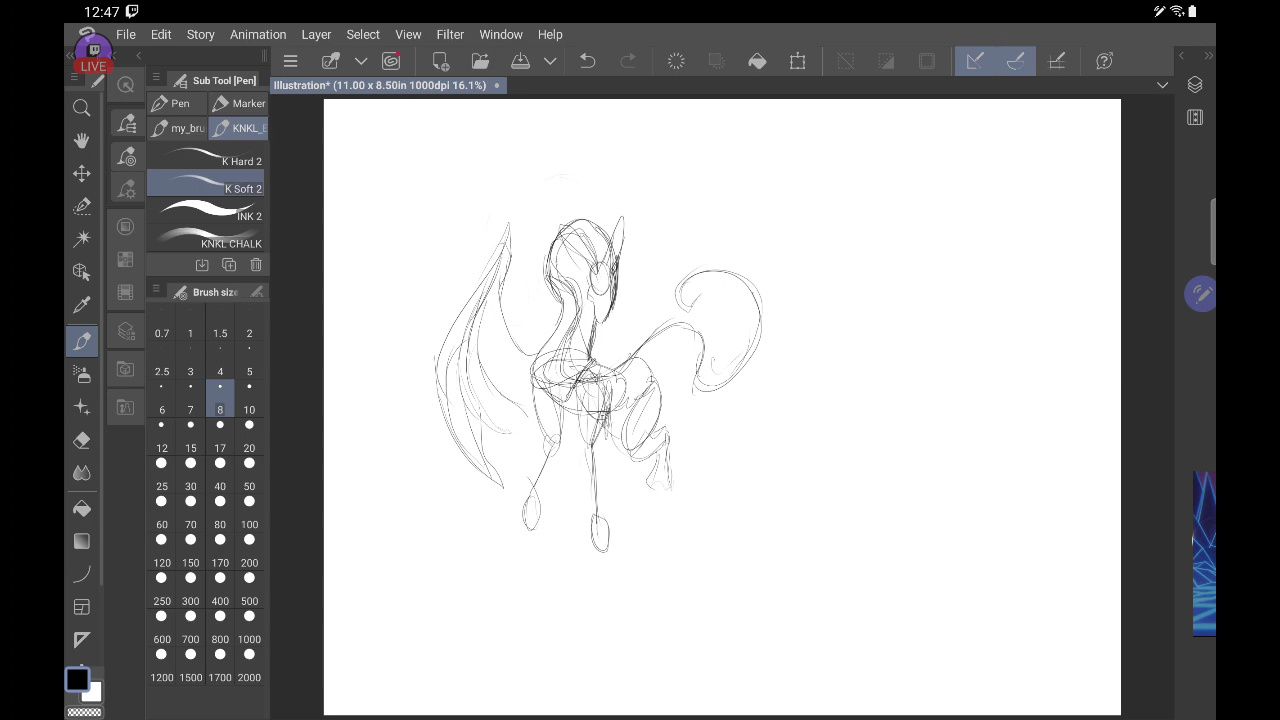 12:47
File Edit Story Animation Layer Select View Filter Window Help
LIVE
Sub Tool [Pen]
Illustration* (11.00 x 8.50in 1000dpi 16.1%)
Pen Marker
my_bru KNKL_E
K Hard 2
K Soft 2
INK 2
KNKL CHALK
Brush size
0.7 1 1.5 2
2.5 3 4 5
6 7 8 10
12 15 17 20
25 30 40 50
60 70 80 100
120 150 170 200
250 300 400 500
600 700 800 1000
1200 1500 1700 2000